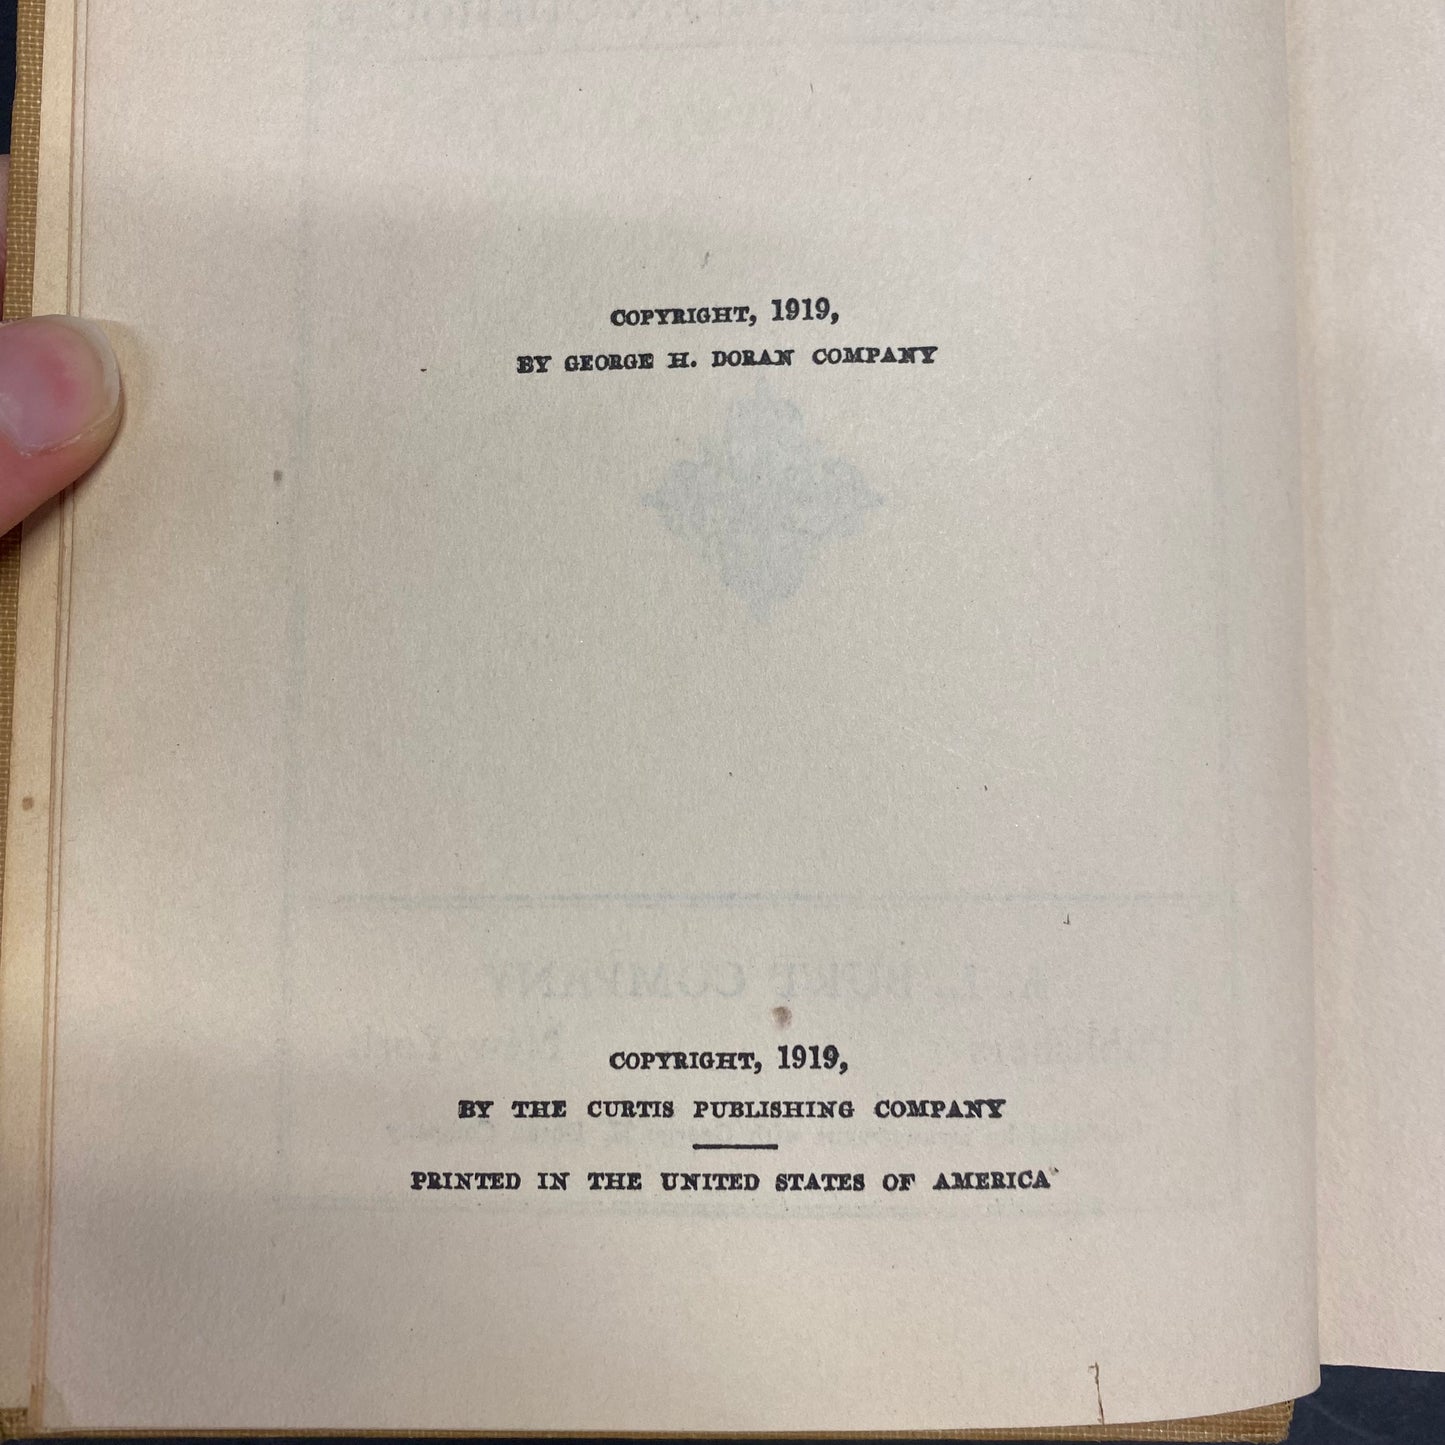 COPYRIGHT, 1919,
BY GEORGE H. DORAN COMPANY
COPYRIGHT, 1919,
BY THE CURTIS PUBLISHING COMPANY
PRINTED IN THE UNITED STATES OF AMERICA